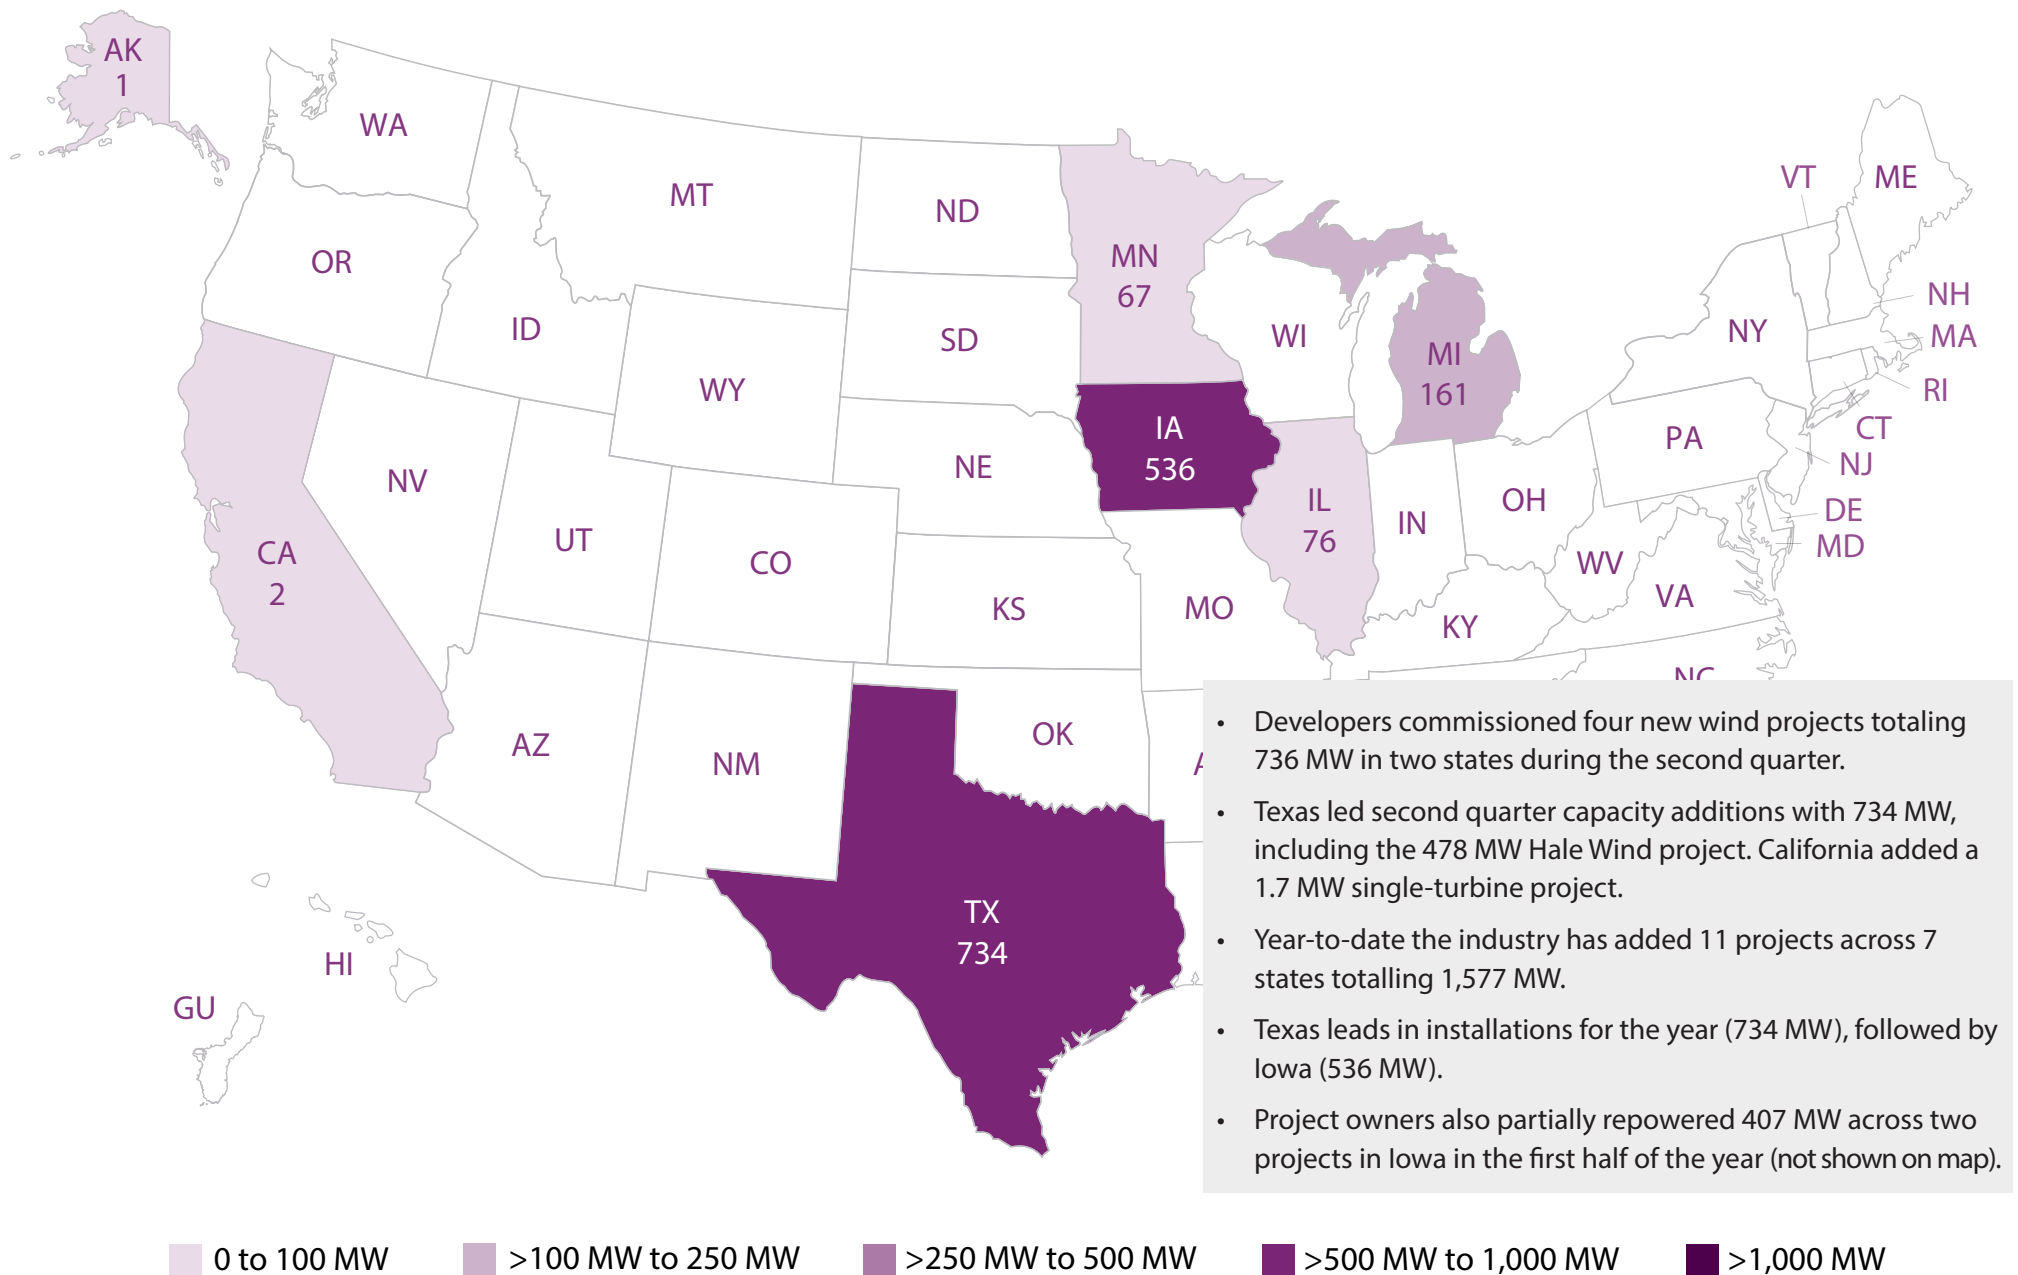 AK
1
WA
MT
ND
MN
67
OR
ID
SD
WI
MI
161
VT
ME
NH
NY
MA
RI
WY
IA
536
PA
CT
NJ
NV
NE
IL
76
IN
OH
DE
MD
CA
2
UT
CO
KS
MO
WV
VA
KY
NC
AZ
NM
OK
TX
734
HI
GU
• Developers commissioned four new wind projects totaling
736 MW in two states during the second quarter.
• Texas led second quarter capacity additions with 734 MW,
including the 478 MW Hale Wind project. California added a
1.7 MW single-turbine project.
• Year-to-date the industry has added 11 projects across 7
states totalling 1,577 MW.
• Texas leads in installations for the year (734 MW), followed by
Iowa (536 MW).
• Project owners also partially repowered 407 MW across two
projects in Iowa in the first half of the year (not shown on map).
0 to 100 MW
>100 MW to 250 MW
>250 MW to 500 MW
>500 MW to 1,000 MW
>1,000 MW